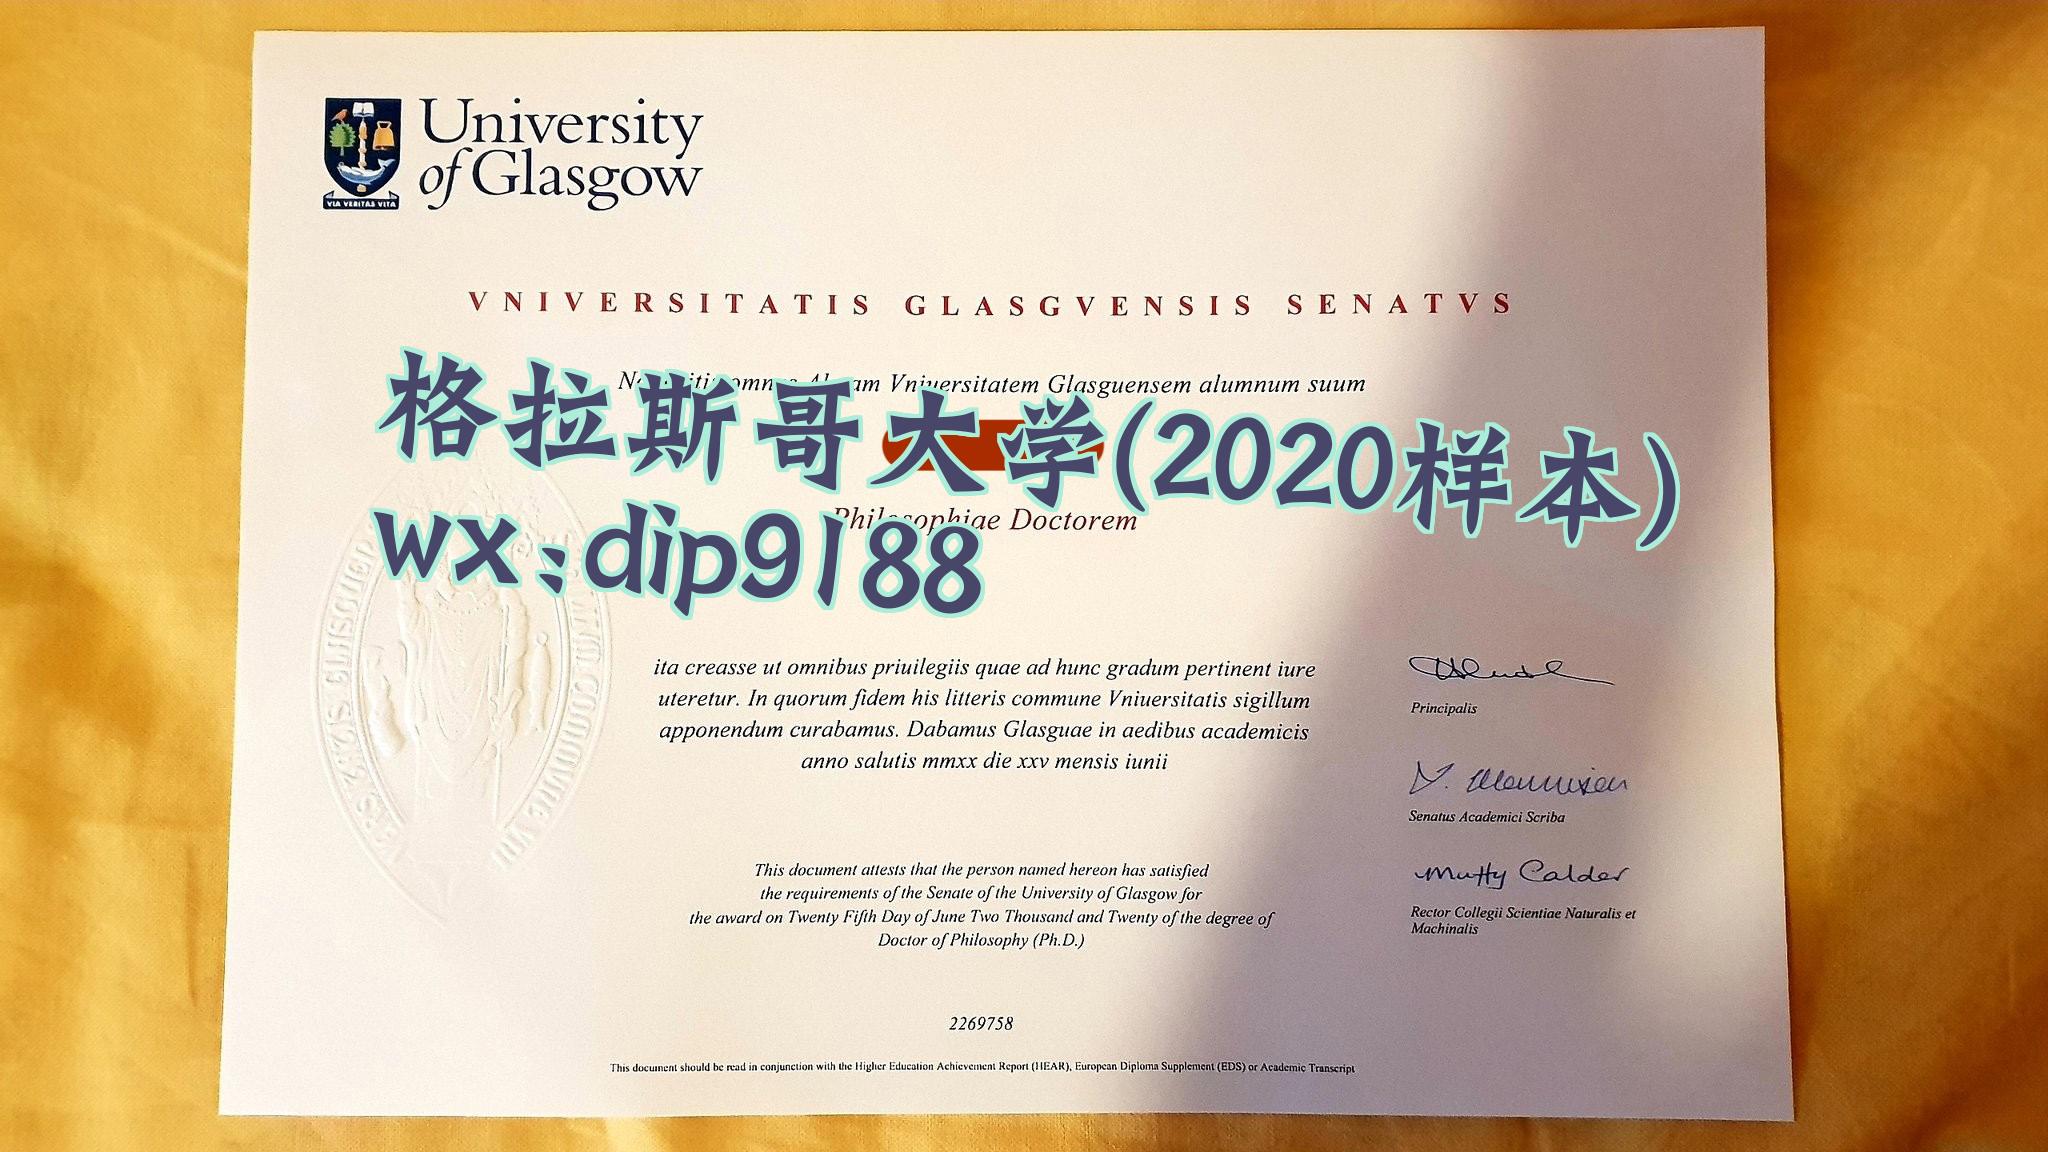 University
of Glasgow
VIA VERITAS VITA
VNIVERSITATIS GLASGVENSIS SENATVS
omnes Almam Vniuersitatem Glasguensem alumnum suum
格拉斯哥大学(2020样本)
Philosophiae Doctorem
wx:dip9188
ita creasse ut omnibus priuilegiis quae ad hunc gradum pertinent iure
uteretur. In quorum fidem his litteris commune Vniuersitatis sigillum
apponendum curabamus. Dabamus Glasguae in aedibus academicis
anno salutis mmxx die xxv mensis iunii
Principalis
Senatus Academici Scriba
Muffy Calder
Rector Collegii Scientiae Naturalis et
Machinalis
This document attests that the person named hereon has satisfied
the requirements of the Senate of the University of Glasgow for
the award on Twenty Fifth Day of June Two Thousand and Twenty of the degree of
Doctor of Philosophy (Ph.D.)
2269758
This document should be read in conjunction with the Higher Education Achievement Report (HEAR), European Diploma Supplement (EDS) or Academic Transcript